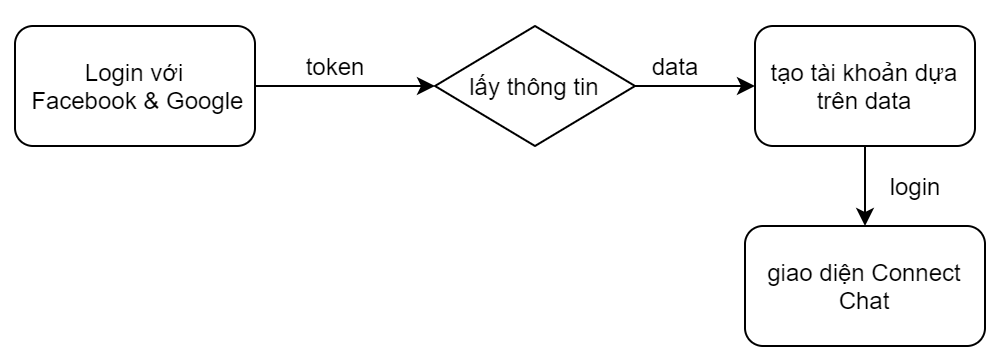 Login với
Facebook & Google
token
lấy thông tin
data
tạo tài khoản dựa
trên data
login
giao diện Connect
Chat